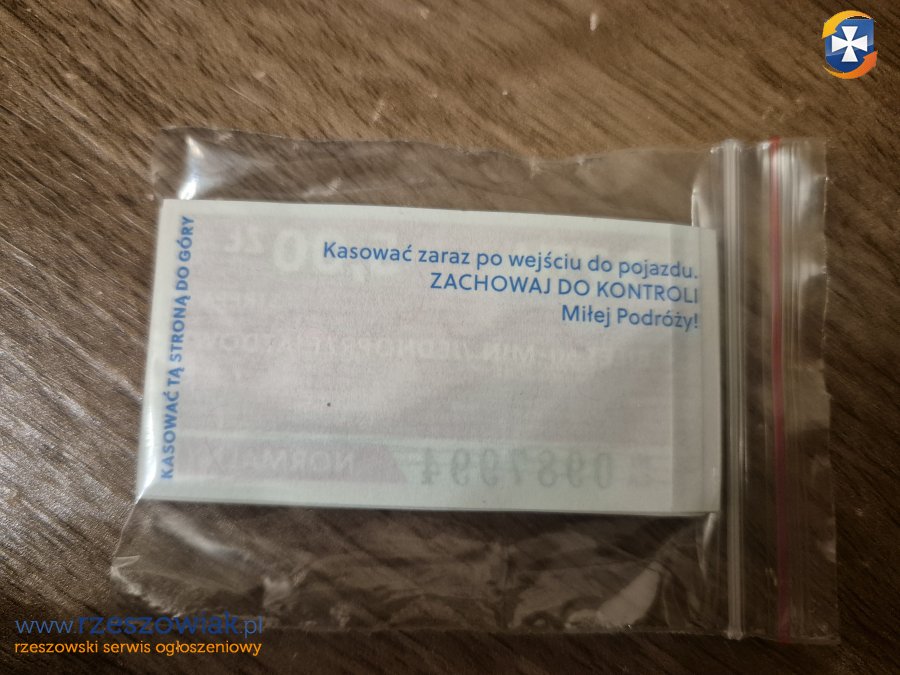 KASOWAĆ TĄ STRONĄ DO GÓRY
Kasować zaraz po wejściu do pojazdu.
ZACHOWAJ DO KONTROLI
Miłej Podróży!
www.rzeszowiak.pl
rzeszowski serwis ogłoszeniowy